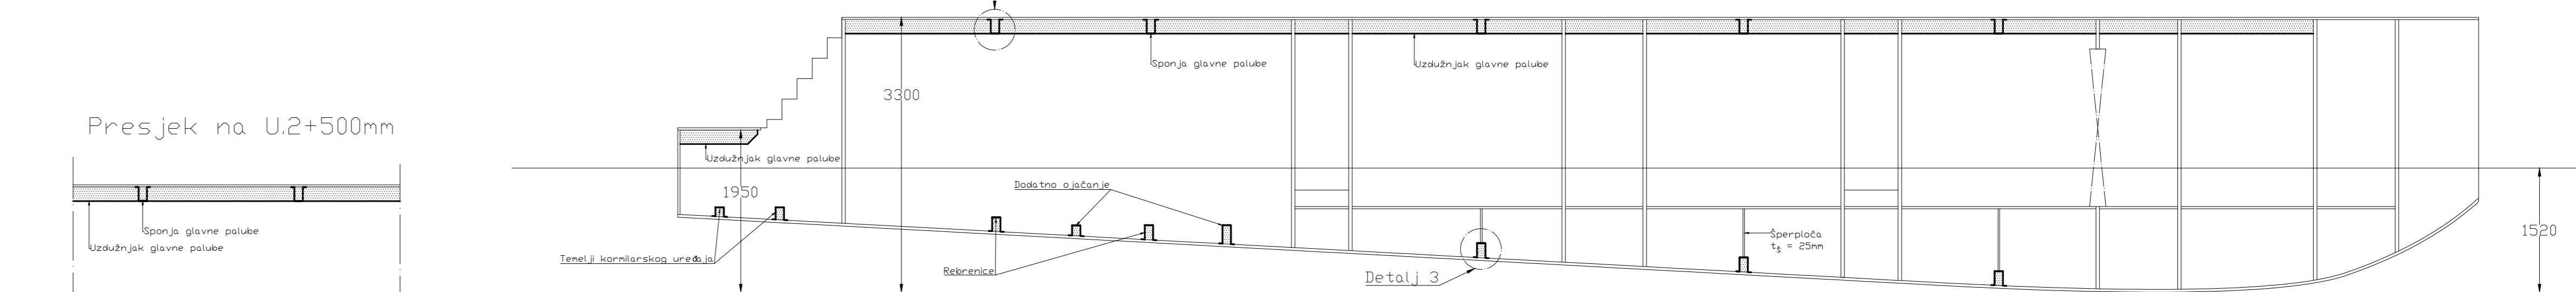 Presjek na U.2+500mm
Sponja glavne palube
Uzdužnjak glavne palube
Uzdužnjak glavne palube
1950
3300
Sponja glavne palube
Uzdužnjak glavne palube
Dodatno ojačanje
Temelji kormilarskog uređaja
Rebrenice
Detalj 3
Šperploča
tš = 25mm
1520